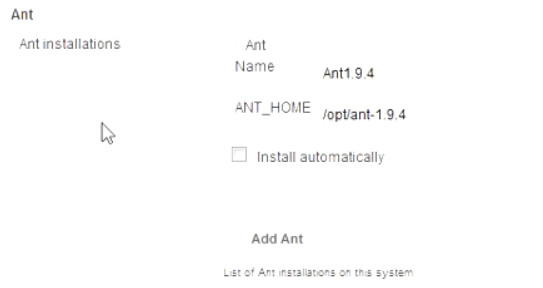 Ant
Ant installations
Ant
Name
Ant1.9.4
ANT_HOME
/opt/ant-1.9.4
Install automatically
Add Ant
List of Ant installations on this system